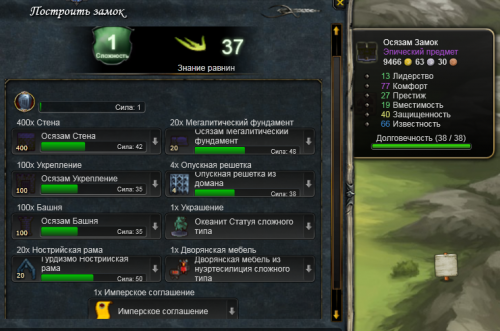 Построить замок
1
Сложность
37
Знание равнин
Сила: 1
400x Стена
Осязам Стена
400
Сила: 42
20x Мегалитический фундамент
Осязам Мегалитический
фундамент
20
Сила: 48
100x Укрепление
Осязам Укрепление
100
Сила: 35
4x Опускная решетка
Опускная решетка из
домана
4
Сила: 38
100x Башня
Осязам Башня
100
Сила: 35
1x Украшение
Океанит Статуя сложного
типа
20x Нострийская рама
Гурдизмо Нострийская
рама
20
Сила: 50
1x Дворянская мебель
Дворянская мебель из
нуэртесилиция сложного
типа
1x Имперское соглашение
Имперское соглашение
Осязам Замок
Эпический предмет
9466 63 30
13 Лидерство
77 Комфорт
27 Престиж
19 Вместимость
40 Защищенность
66 Известность
Долговечность (38 / 38)